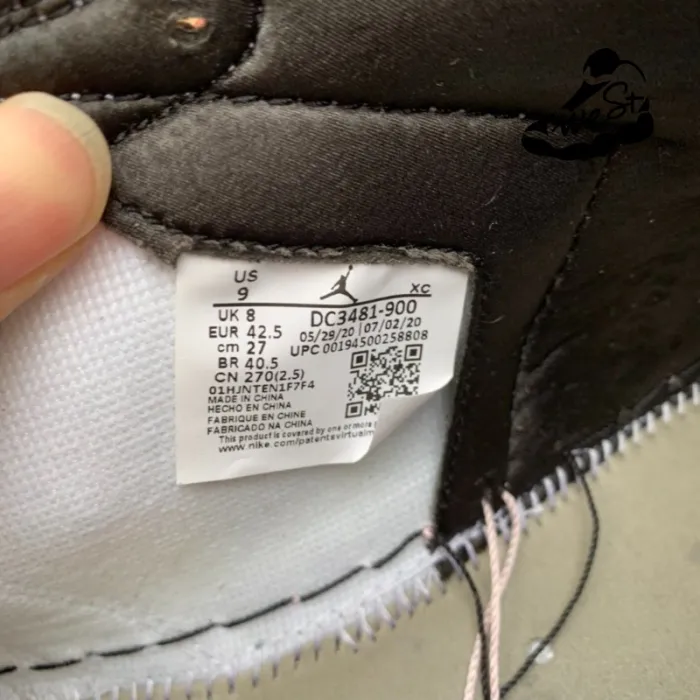 US
9
XC
UK 8
DC3481-900
EUR 42.5
05/29/20 | 07/02/20
cm 27
UPC 00194500258808
BR 40.5
CN 270(2.5)
01HJNTEN1F7F4
MADE IN CHINA
HECHO EN CHINA
FABRIQUE EN CHINE
FABRICADO NA CHINA
This product is covered by one or more
www.nike.com/patents